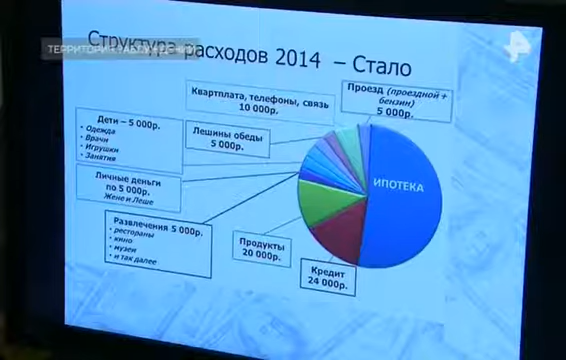 ТЕРРИТОРИЯ ЗАБЛУЖДЕНИЙ
Структура расходов 2014 – Стало
Квартплата, телефоны, связь
10 000р.
Проезд (проездной +
бензин)
5 000р.
Дети – 5 000р.
• Одежда
• Врачи
• Игрушки
• Занятия
Лешины обеды
5 000р.
Личные деньги
по 5 000р.
Жене и Леше
Развлечения 5 000р.
• рестораны
• кино
• музеи
• и так далее
Продукты
20 000р.
Кредит
24 000р.
ИПОТЕКА